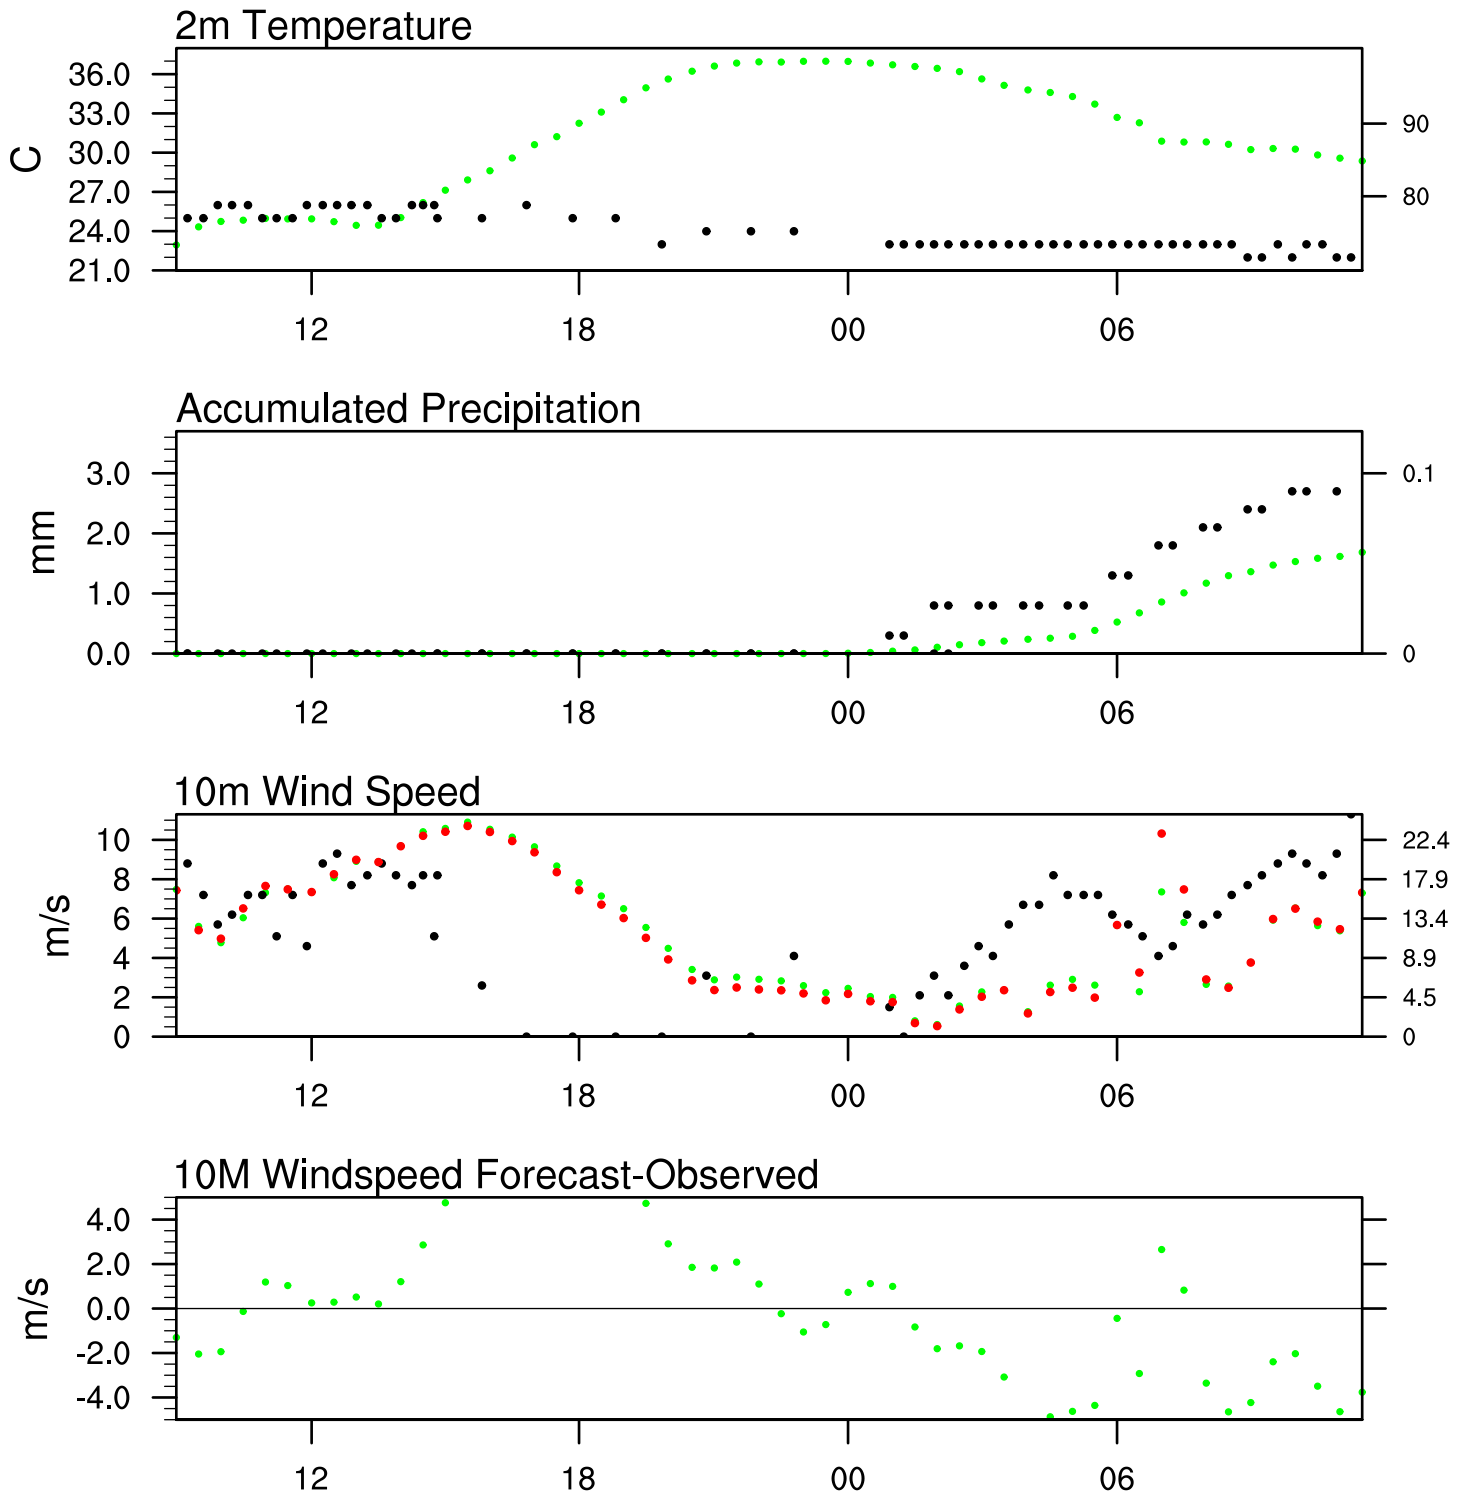 2m Temperature
36.0
33.0
30.0
27.0
24.0
21.0
C
90
80
12 18 00 06
Accumulated Precipitation
3.0
2.0
1.0
0.0
mm
0.1
0
12 18 00 06
10m Wind Speed
10
8
6
4
2
0
m/s
22.4
17.9
13.4
8.9
4.5
0
12 18 00 06
10M Windspeed Forecast-Observed
4.0
2.0
0.0
-2.0
-4.0
m/s
12 18 00 06